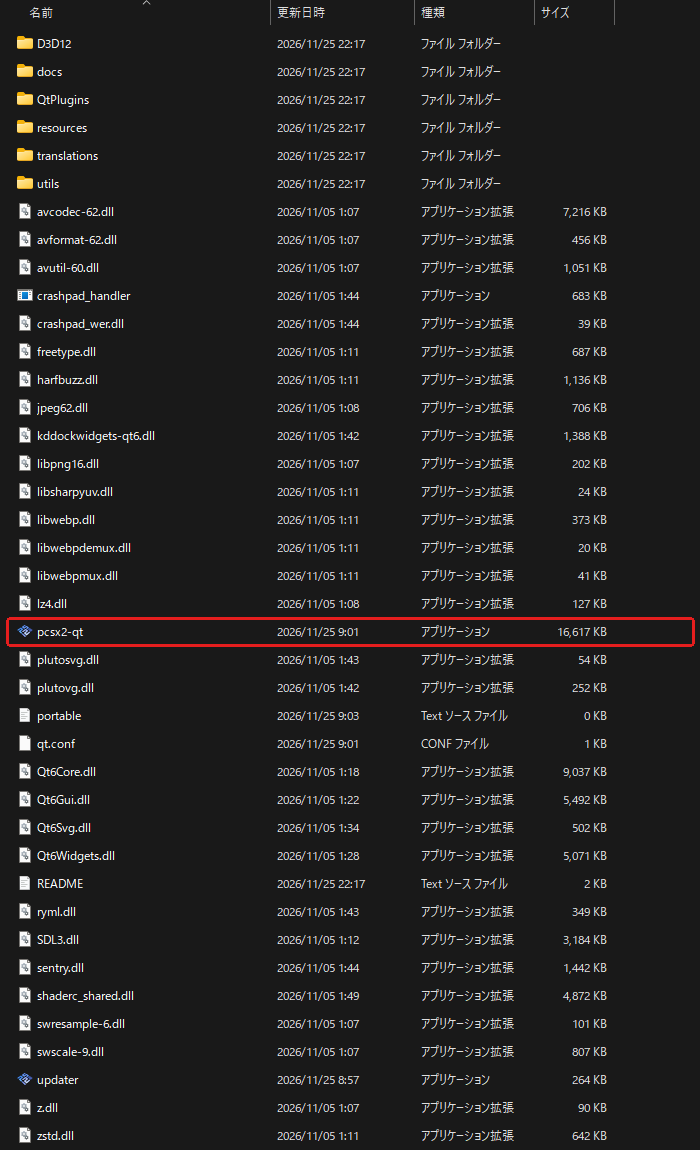 名前 更新日時 種類 サイズ
D3D12 2026/11/25 22:17 ファイル フォルダー
docs 2026/11/25 22:17 ファイル フォルダー
QtPlugins 2026/11/25 22:17 ファイル フォルダー
resources 2026/11/25 22:17 ファイル フォルダー
translations 2026/11/25 22:17 ファイル フォルダー
utils 2026/11/25 22:17 ファイル フォルダー
avcodec-62.dll 2026/11/05 1:07 アプリケーション拡張 7,216 KB
avformat-62.dll 2026/11/05 1:07 アプリケーション拡張 456 KB
avutil-60.dll 2026/11/05 1:07 アプリケーション拡張 1,051 KB
crashpad_handler 2026/11/05 1:44 アプリケーション 683 KB
crashpad_wer.dll 2026/11/05 1:44 アプリケーション拡張 39 KB
freetype.dll 2026/11/05 1:11 アプリケーション拡張 687 KB
harfbuzz.dll 2026/11/05 1:11 アプリケーション拡張 1,136 KB
jpeg62.dll 2026/11/05 1:08 アプリケーション拡張 706 KB
kddockwidgets-qt6.dll 2026/11/05 1:42 アプリケーション拡張 1,388 KB
libpng16.dll 2026/11/05 1:07 アプリケーション拡張 202 KB
libsharpyuv.dll 2026/11/05 1:11 アプリケーション拡張 24 KB
libwebp.dll 2026/11/05 1:11 アプリケーション拡張 373 KB
libwebpdemux.dll 2026/11/05 1:11 アプリケーション拡張 20 KB
libwebpmux.dll 2026/11/05 1:11 アプリケーション拡張 41 KB
lz4.dll 2026/11/05 1:08 アプリケーション拡張 127 KB
pcsx2-qt 2026/11/25 9:01 アプリケーション 16,617 KB
plutosvg.dll 2026/11/05 1:43 アプリケーション拡張 54 KB
plutovg.dll 2026/11/05 1:42 アプリケーション拡張 252 KB
portable 2026/11/25 9:03 Text ソース ファイル 0 KB
qt.conf 2026/11/25 9:01 CONF ファイル 1 KB
Qt6Core.dll 2026/11/05 1:18 アプリケーション拡張 9,037 KB
Qt6Gui.dll 2026/11/05 1:22 アプリケーション拡張 5,492 KB
Qt6Svg.dll 2026/11/05 1:34 アプリケーション拡張 502 KB
Qt6Widgets.dll 2026/11/05 1:28 アプリケーション拡張 5,071 KB
README 2026/11/25 22:17 Text ソース ファイル 2 KB
ryml.dll 2026/11/05 1:43 アプリケーション拡張 349 KB
SDL3.dll 2026/11/05 1:12 アプリケーション拡張 3,184 KB
sentry.dll 2026/11/05 1:44 アプリケーション拡張 1,442 KB
shaderc_shared.dll 2026/11/05 1:49 アプリケーション拡張 4,872 KB
swresample-6.dll 2026/11/05 1:07 アプリケーション拡張 101 KB
swscale-9.dll 2026/11/05 1:07 アプリケーション拡張 807 KB
updater 2026/11/25 8:57 アプリケーション 264 KB
z.dll 2026/11/05 1:07 アプリケーション拡張 90 KB
zstd.dll 2026/11/05 1:11 アプリケーション拡張 642 KB